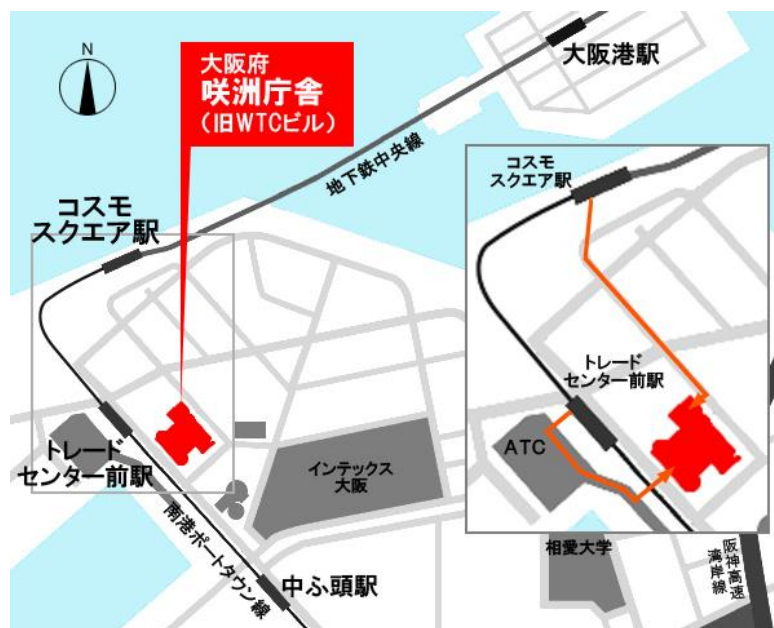 N
大阪府
咲洲庁舎
（旧WTCビル）
大阪港駅
地下鉄中央線
コスモ
スクエア駅
コスモ
スクエア駅
トレード
センター前駅
ATC
トレード
センター前駅
インテックス
大阪
南港ポートタウン線
中ふ頭駅
相愛大学
阪神高速
湾岸線